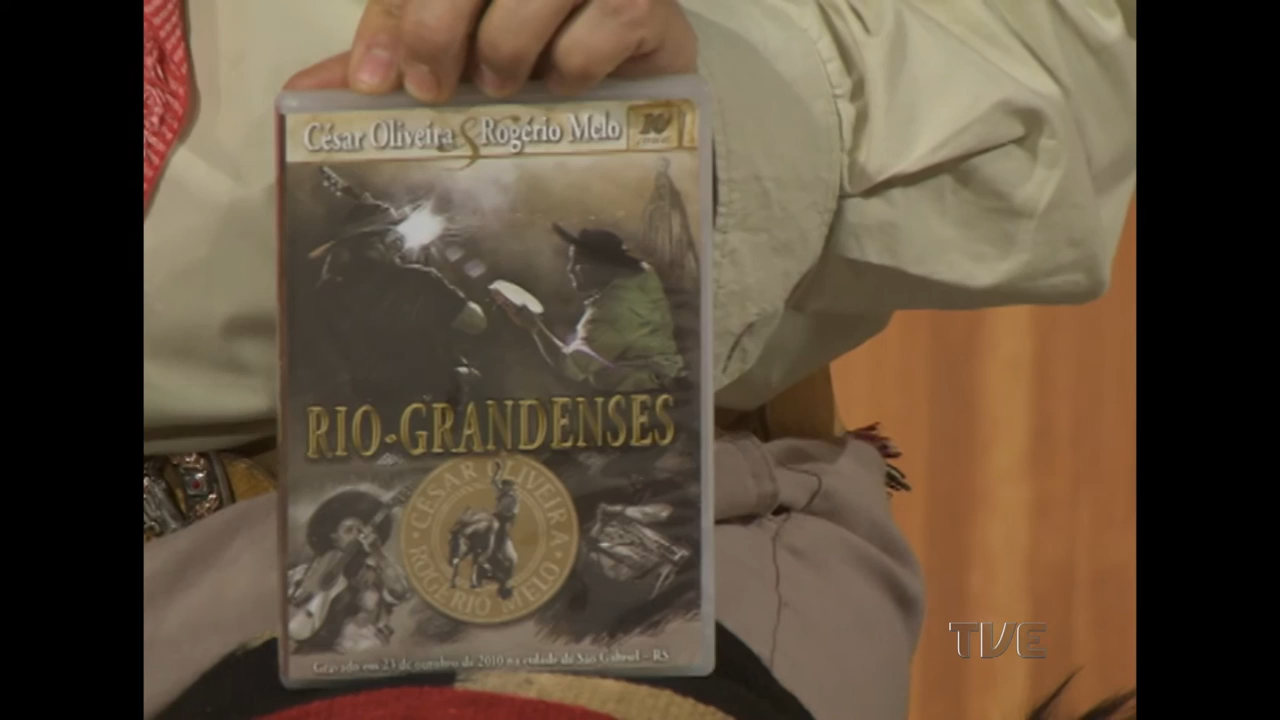 César Oliveira & Rogério Melo
10
RIO-GRANDENSES
CÉSAR OLIVEIRA
ROGÉRIO MELO
Gravado em 23 de outubro de 2010 na cidade de São Gabriel - RS
TVE